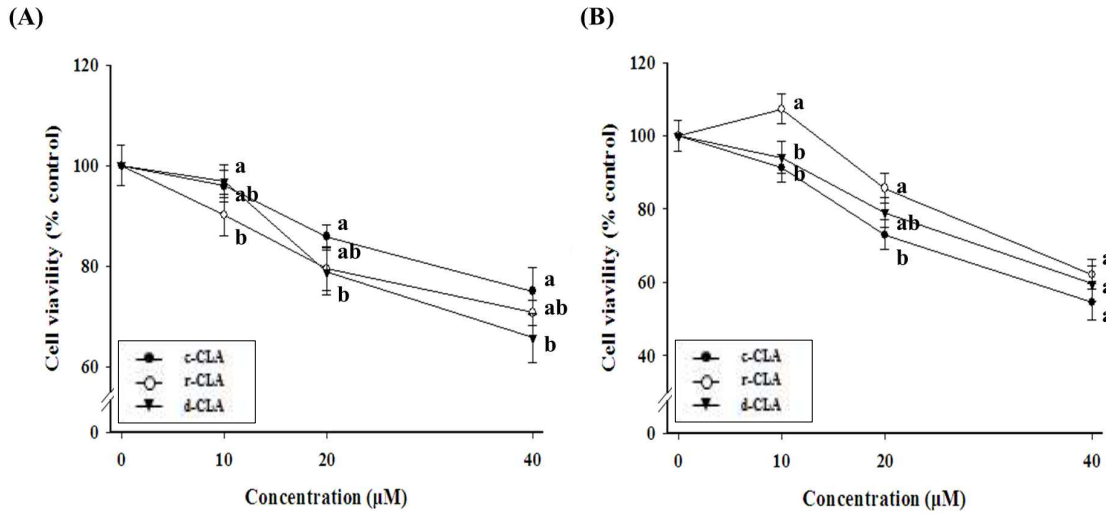 (A)
120
100
80
60
0
Cell viavility (% control)
a
ab
b
a
ab
b
a
ab
b
c-CLA
r-CLA
d-CLA
0
10
20
40
Concentration (μM)
(B)
120
100
80
60
40
0
Cell viavility (% control)
a
b
b
a
ab
b
a
a
a
c-CLA
r-CLA
d-CLA
0
10
20
40
Concentration (μM)